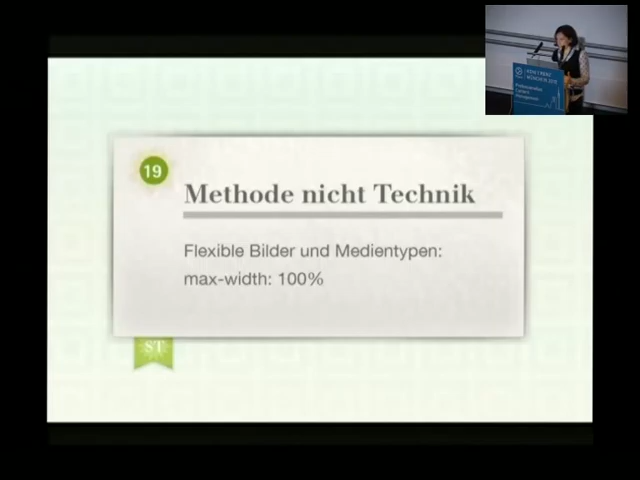 19
Methode nicht Technik
Flexible Bilder und Medientypen:
max-width: 100%
ST